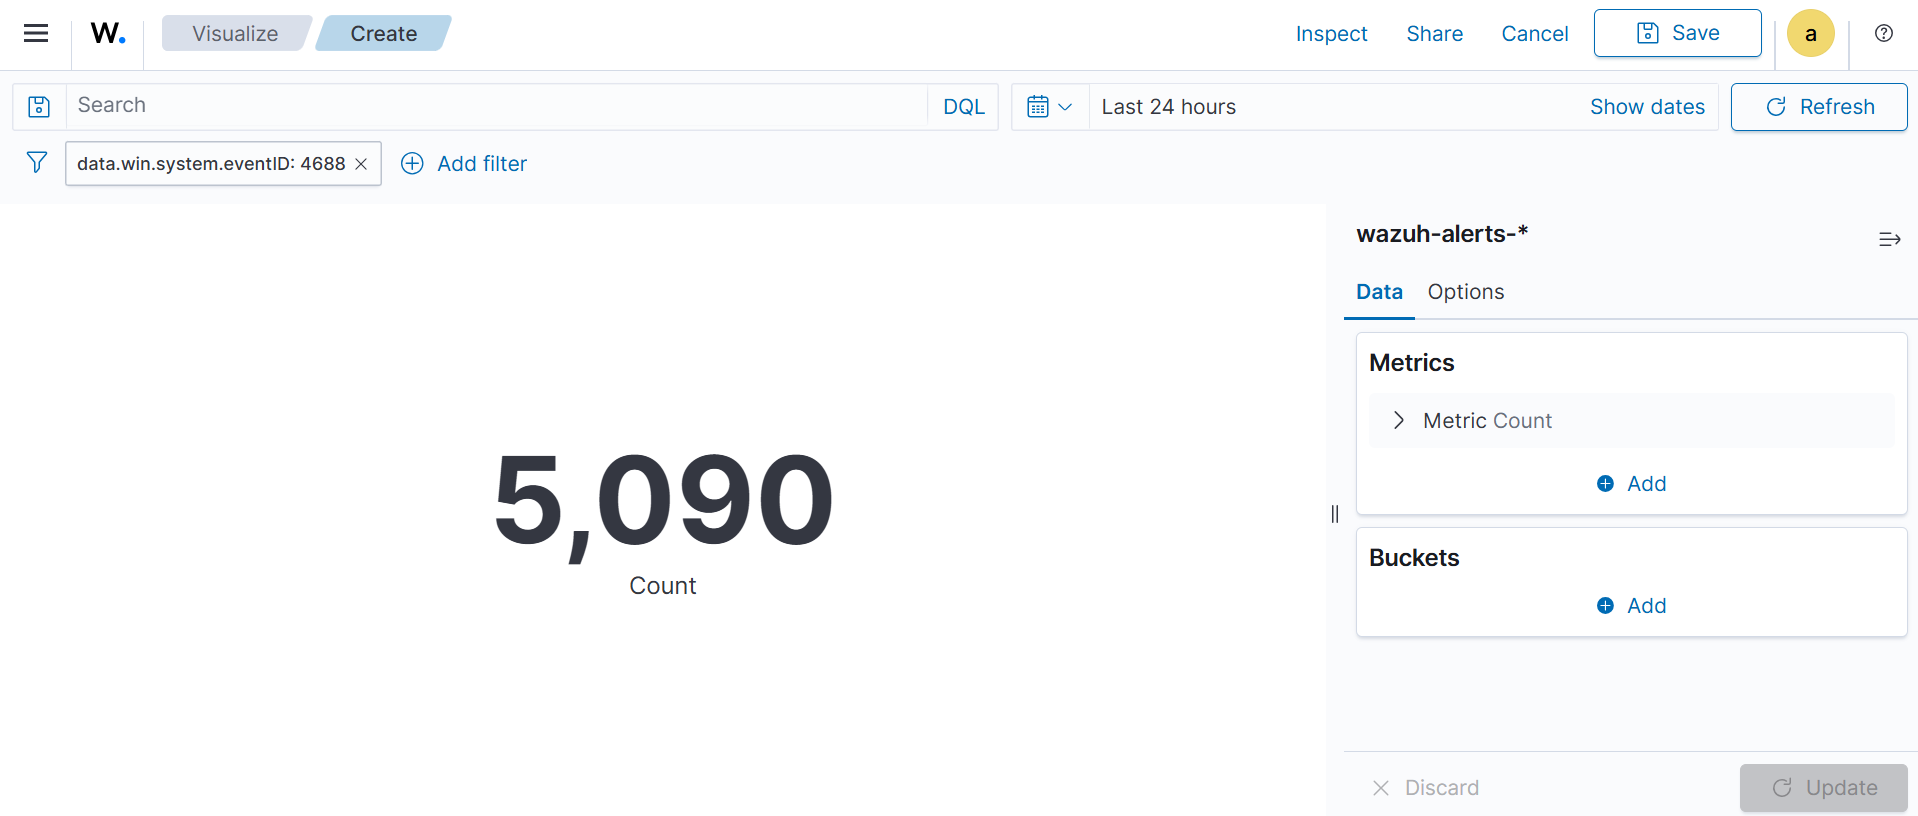 W. Visualize Create Inspect Share Cancel Save a
Search DQL Last 24 hours Show dates Refresh
data.win.system.eventID: 4688 Add filter
wazuh-alerts-*
Data Options
Metrics
Metric Count
Add
Buckets
Add
5,090
Count
Discard Update